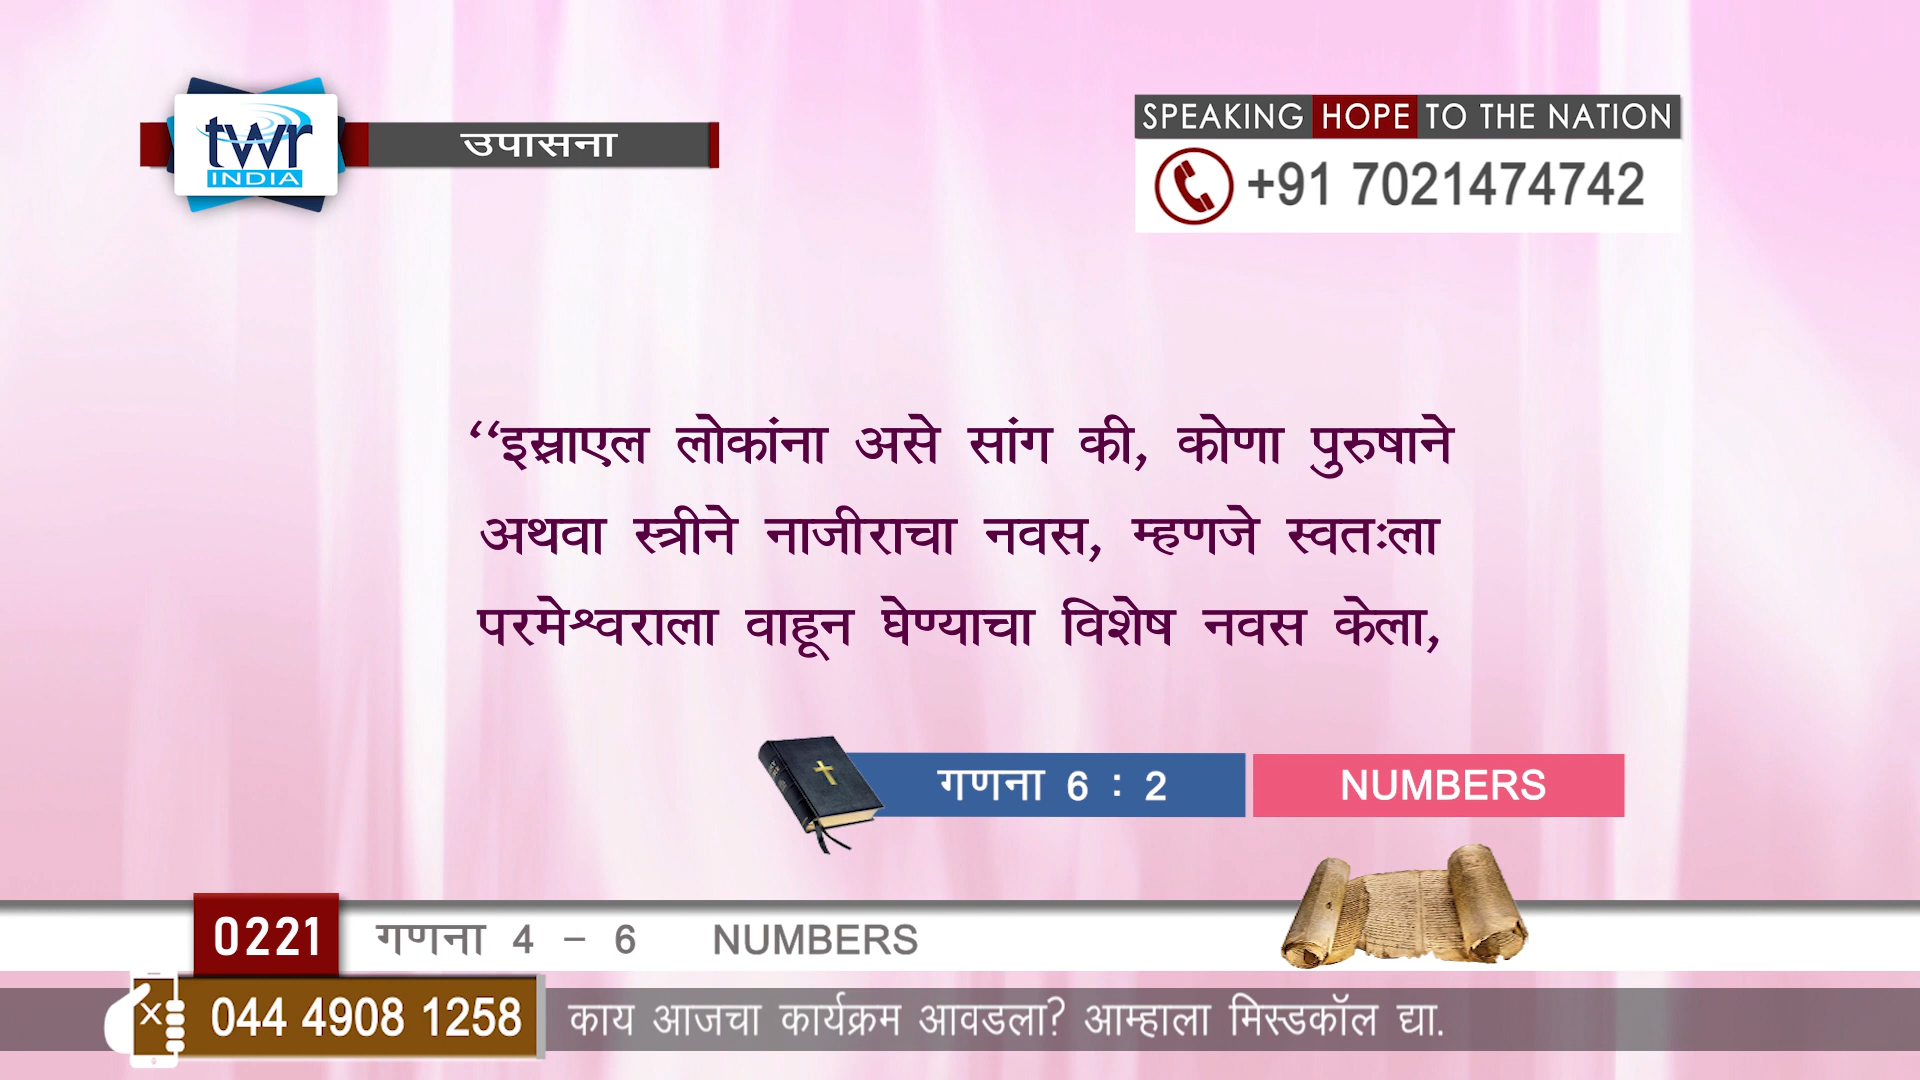 twr
INDIA
उपासना
SPEAKING HOPE TO THE NATION
+91 7021474742
“इस्राएल लोकांना असे सांग की, कोणा पुरुषाने
अथवा स्त्रीने नाजीराचा नवस, म्हणजे स्वतःला
परमेश्वराला वाहून घेण्याचा विशेष नवस केला,
गणना 6 : 2
NUMBERS
0221
गणना 4 – 6 NUMBERS
044 4908 1258
काय आजचा कार्यक्रम आवडला? आम्हाला मिस्डकॉल द्या.